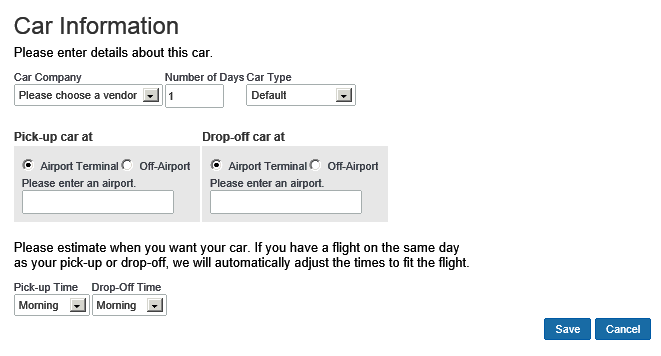 Car Information
Please enter details about this car.
Car Company Number of Days Car Type
Please choose a vendor 1 Default
Pick-up car at Drop-off car at
Airport Terminal Off-Airport Airport Terminal Off-Airport
Please enter an airport. Please enter an airport.
Please estimate when you want your car. If you have a flight on the same day
as your pick-up or drop-off, we will automatically adjust the times to fit the flight.
Pick-up Time Drop-Off Time
Morning Morning
Save Cancel